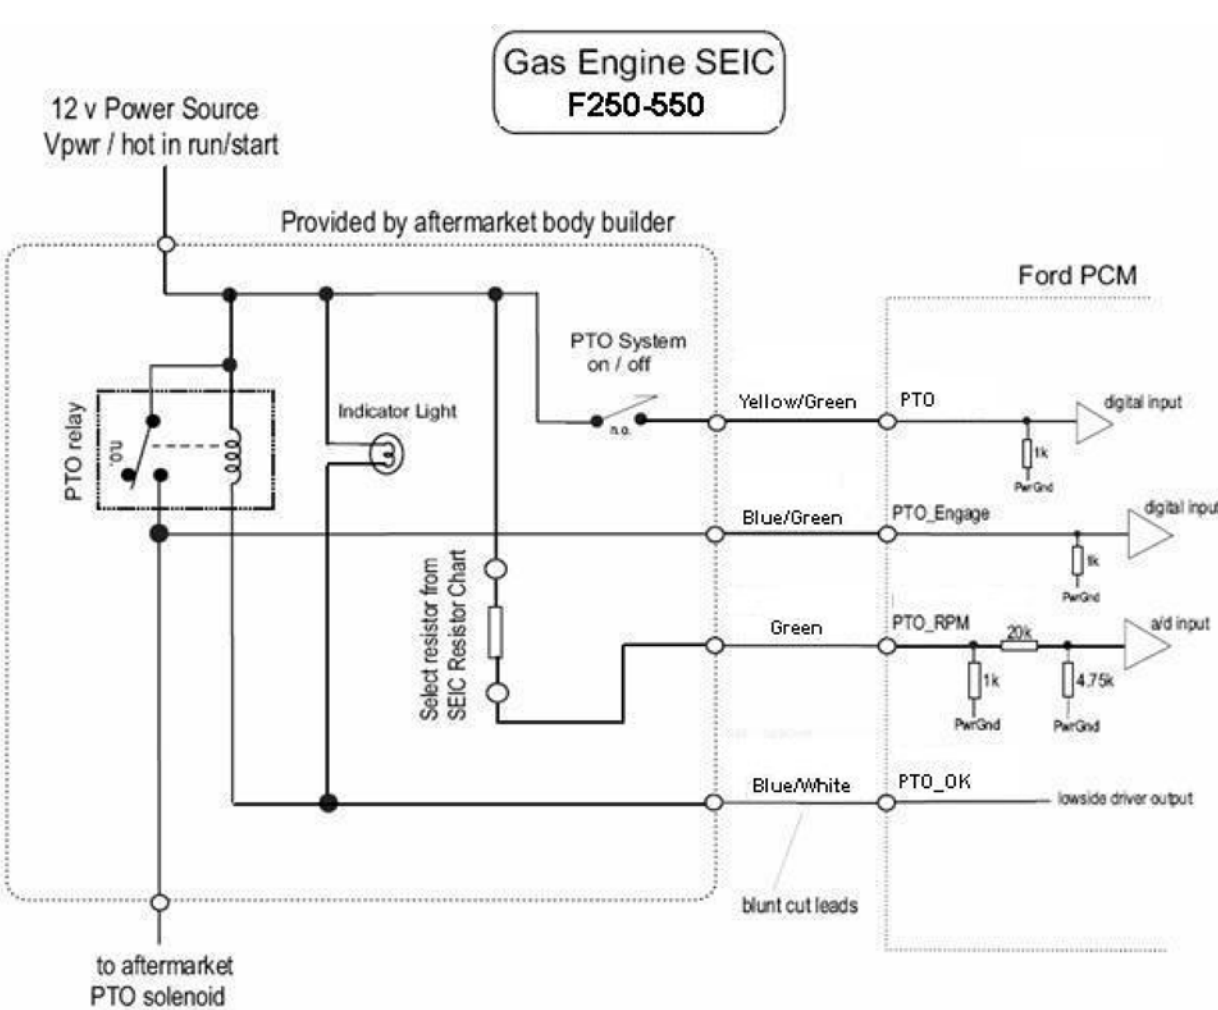 Gas Engine SEIC
F250-550
12 v Power Source
Vpwr / hot in run/start
Provided by aftermarket body builder
Ford PCM
PTO System
on / off
n.o.
Yellow/Green
PTO
digital input
1k
PwrGnd
Indicator Light
PTO relay
n.o.
Blue/Green
PTO_Engage
digital input
1k
PwrGnd
Select resistor from
SEIC Resistor Chart
Green
PTO_RPM
20k
a/d input
1k
4.75k
PwrGnd
PwrGnd
Blue/White
PTO_OK
lowside driver output
blunt cut leads
to aftermarket
PTO solenoid